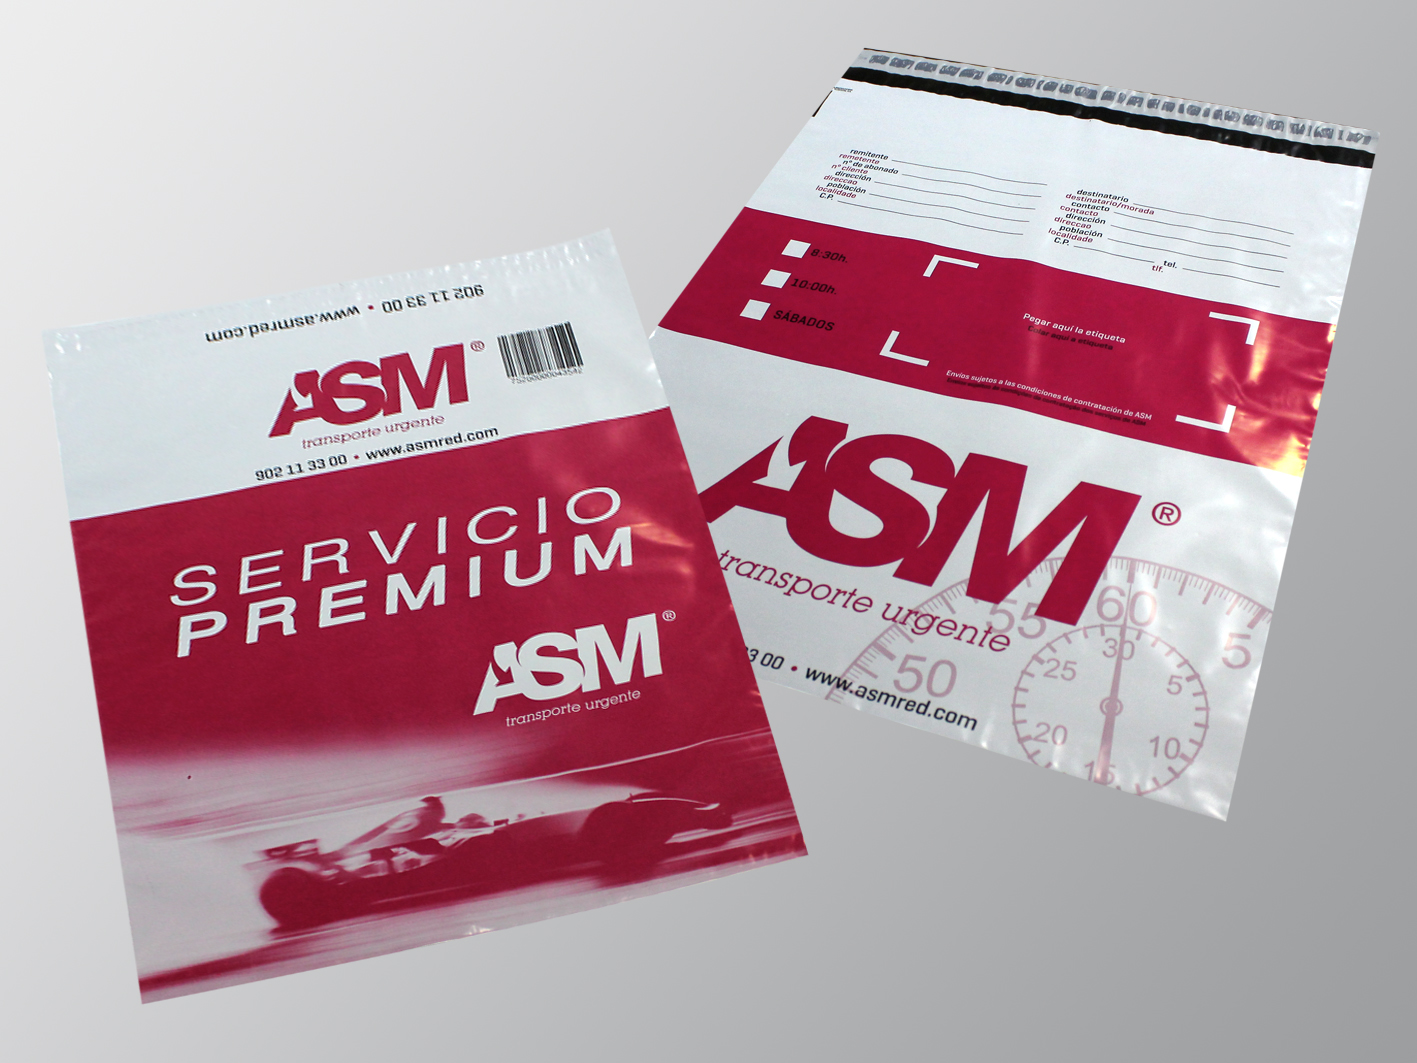 902 11 33 00 • www.asmred.com
ASM®
transporte urgente
902 11 33 00 • www.asmred.com
SERVICIO
PREMIUM
ASM®
transporte urgente
remitente
remetente
nº de abonado
nº cliente
dirección
direccao
población
localidade
C.P.
destinatario
destinatario/morada
contacto
contacto
dirección
direccao
población
localidade
C.P. tel.
tlf.
8:30h.
10:00h.
SÁBADOS
Pegar aquí la etiqueta
Colar aquí a etiqueta
Envíos sujetos a las condiciones de contratación de ASM
ASM®
transporte urgente
33 00 • www.asmred.com
55 60 5
50
30
25 5
20 10
15